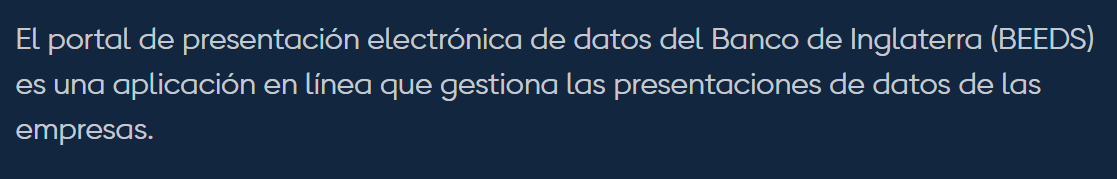 El portal de presentación electrónica de datos del Banco de Inglaterra (BEEDS)
es una aplicación en línea que gestiona las presentaciones de datos de las
empresas.